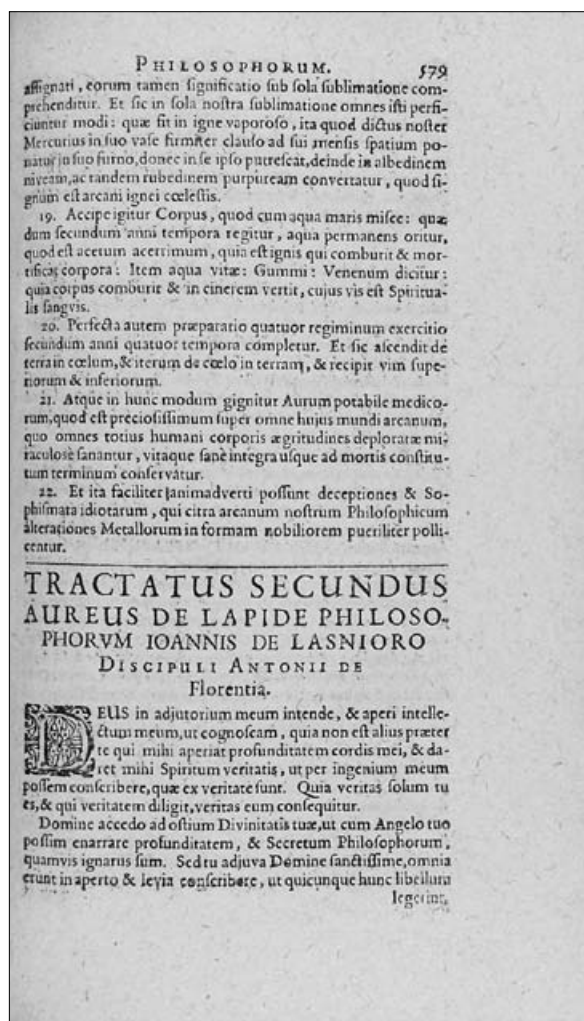 PHILOSOPHORUM. 579
assignati, eorum tamen significatio sub sola sublimatione com-
prehenditur. Et sic in sola nostra sublimatione omnes isti perfi-
ciuntur modi: quæ fit in igne vaporoso, ita quod dictus noster
Mercurius in suo vase firmiter clauso ad sui mensis spatium po-
natur in suo furno, donec in se ipso putrescat, deinde in albedinem
niveam, ac tandem rubedinem purpuream convertatur, quod si-
gnum est arcani ignei cœlestis.
19. Accipe igitur Corpus, quod cum aqua maris misce: quæ
dum secundum anni tempora regitur, aqua permanens oritur,
quod est acetum acerrimum, quia est ignis qui comburit & mor-
tificat corpora: Item aqua vitæ: Gummi: Venenum dicitur:
quia corpus comburit & in cinerem vertit, cujus vis est Spiritua-
lis sangvis.
20. Perfecta autem præparatio quatuor regiminum exercitio
secundum anni quatuor tempora completur. Et sic ascendit de
terra in cœlum, & iterum de cœlo in terram, & recipit vim supe-
riorum & inferiorum.
21. Atque in hunc modum gignitur Aurum potabile medico-
rum, quod est preciosissimum super omne hujus mundi arcanum,
quo omnes totius humani corporis ægritudines deploratæ mi-
raculosè sanantur, vitaque sanè integra usque ad mortis constitu-
tum terminum conservatur.
22. Et ita faciliter animadverti possunt deceptiones & So-
phismata idiotarum, qui citra arcanum nostrum Philosophicum
alterationes Metallorum in formam nobiliorem pueriliter polli-
centur.
TRACTATUS SECUNDUS
AUREUS DE LAPIDE PHILOSO-
PHORVM IOANNIS DE LASNIORO
DISCIPULI ANTONII DE
Florentia.
DEUS in adjutorium meum intende, & aperi intelle-
ctum meum, ut cognoscam, quia non est alius præter
te qui mihi aperiat profunditatem cordis mei, & da-
ret mihi Spiritum veritatis, ut per ingenium meum
possem conscribere, quæ ex veritate sunt. Quia veritas solum tu
es, & qui veritatem diligit, veritas eum consequitur.
Domine accedo ad ostium Divinitatis tuæ, ut cum Angelo tuo
possim enarrare profunditatem, & Secretum Philosophorum,
quamvis ignarus sum. Sed tu adjuva Domine sanctissime, omnia
erunt in aperto & levia conscribere, ut quicunque hunc libellum
legerint,